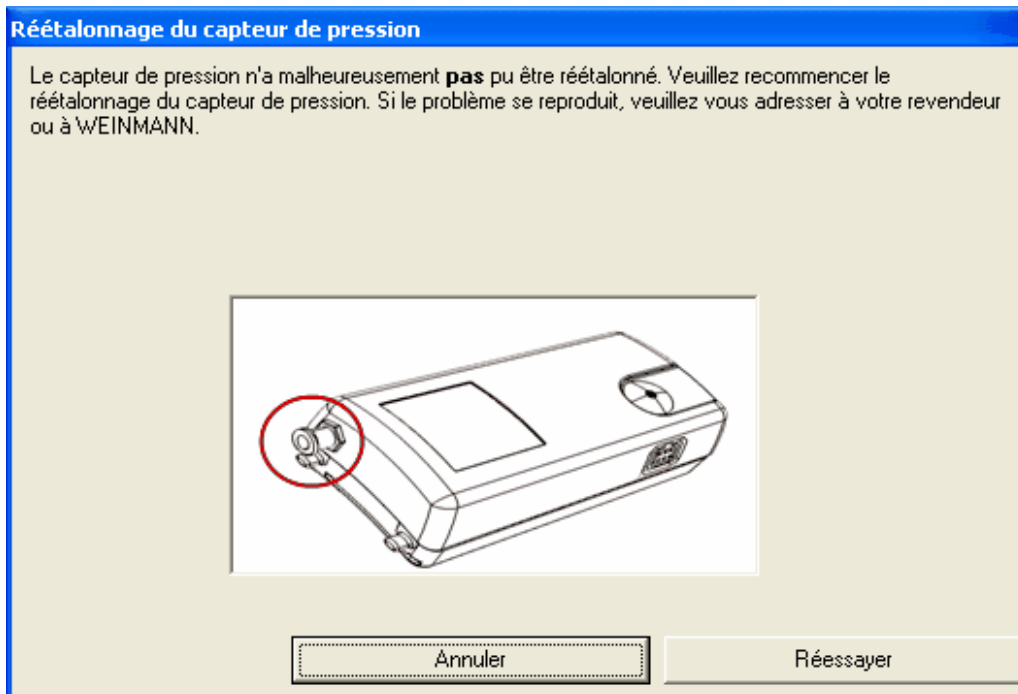 Réétalonnage du capteur de pression
Le capteur de pression n'a malheureusement pas pu être réétalonné. Veuillez recommencer le
réétalonnage du capteur de pression. Si le problème se reproduit, veuillez vous adresser à votre revendeur
ou à WEINMANN.
Annuler
Réessayer